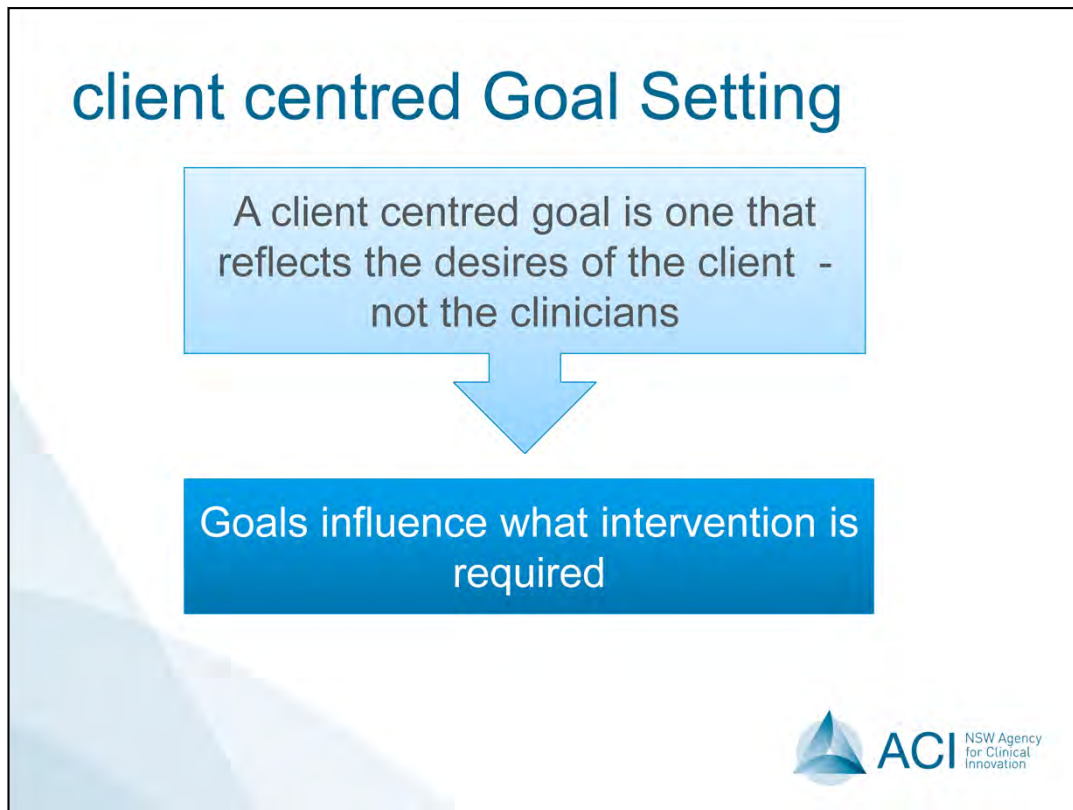 client centred Goal Setting
A client centred goal is one that
reflects the desires of the client  -
not the clinicians
Goals influence what intervention is
required
ACI
NSW Agency
for Clinical
Innovation